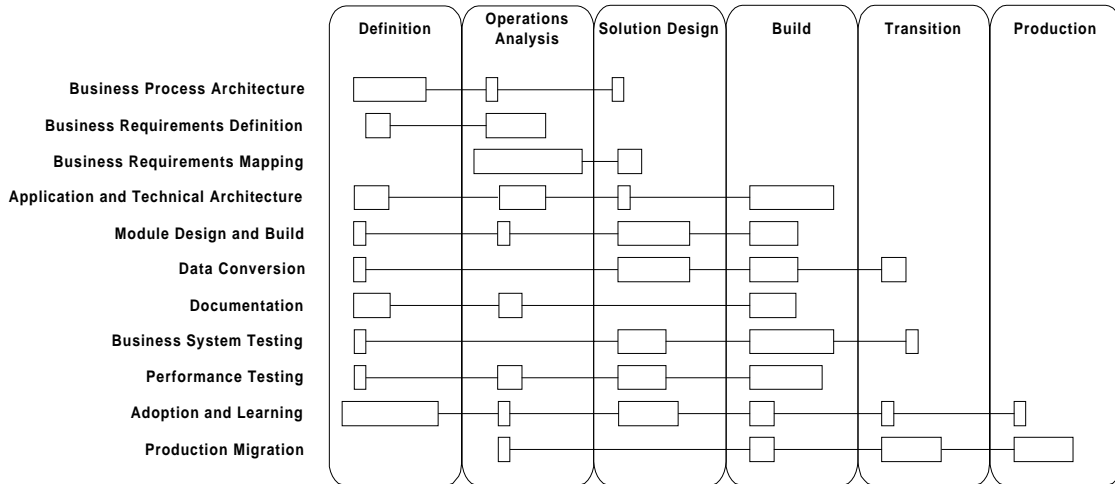 Definition
Operations
Analysis
Solution Design
Build
Transition
Production
Business Process Architecture
Business Requirements Definition
Business Requirements Mapping
Application and Technical Architecture
Module Design and Build
Data Conversion
Documentation
Business System Testing
Performance Testing
Adoption and Learning
Production Migration